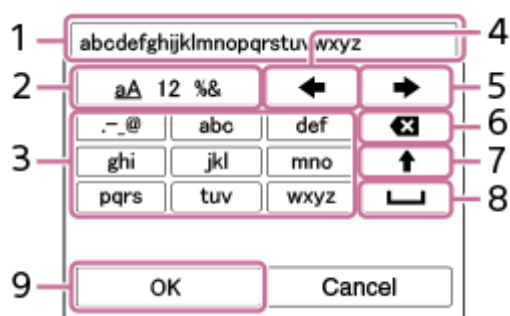 4
1 abcdefghijklmnopqrstuvwxyz
2 aA 12 %& 5
.-_@ abc def 6
3 ghi jkl mno 7
pqrs tuv wxyz 8
9 OK Cancel